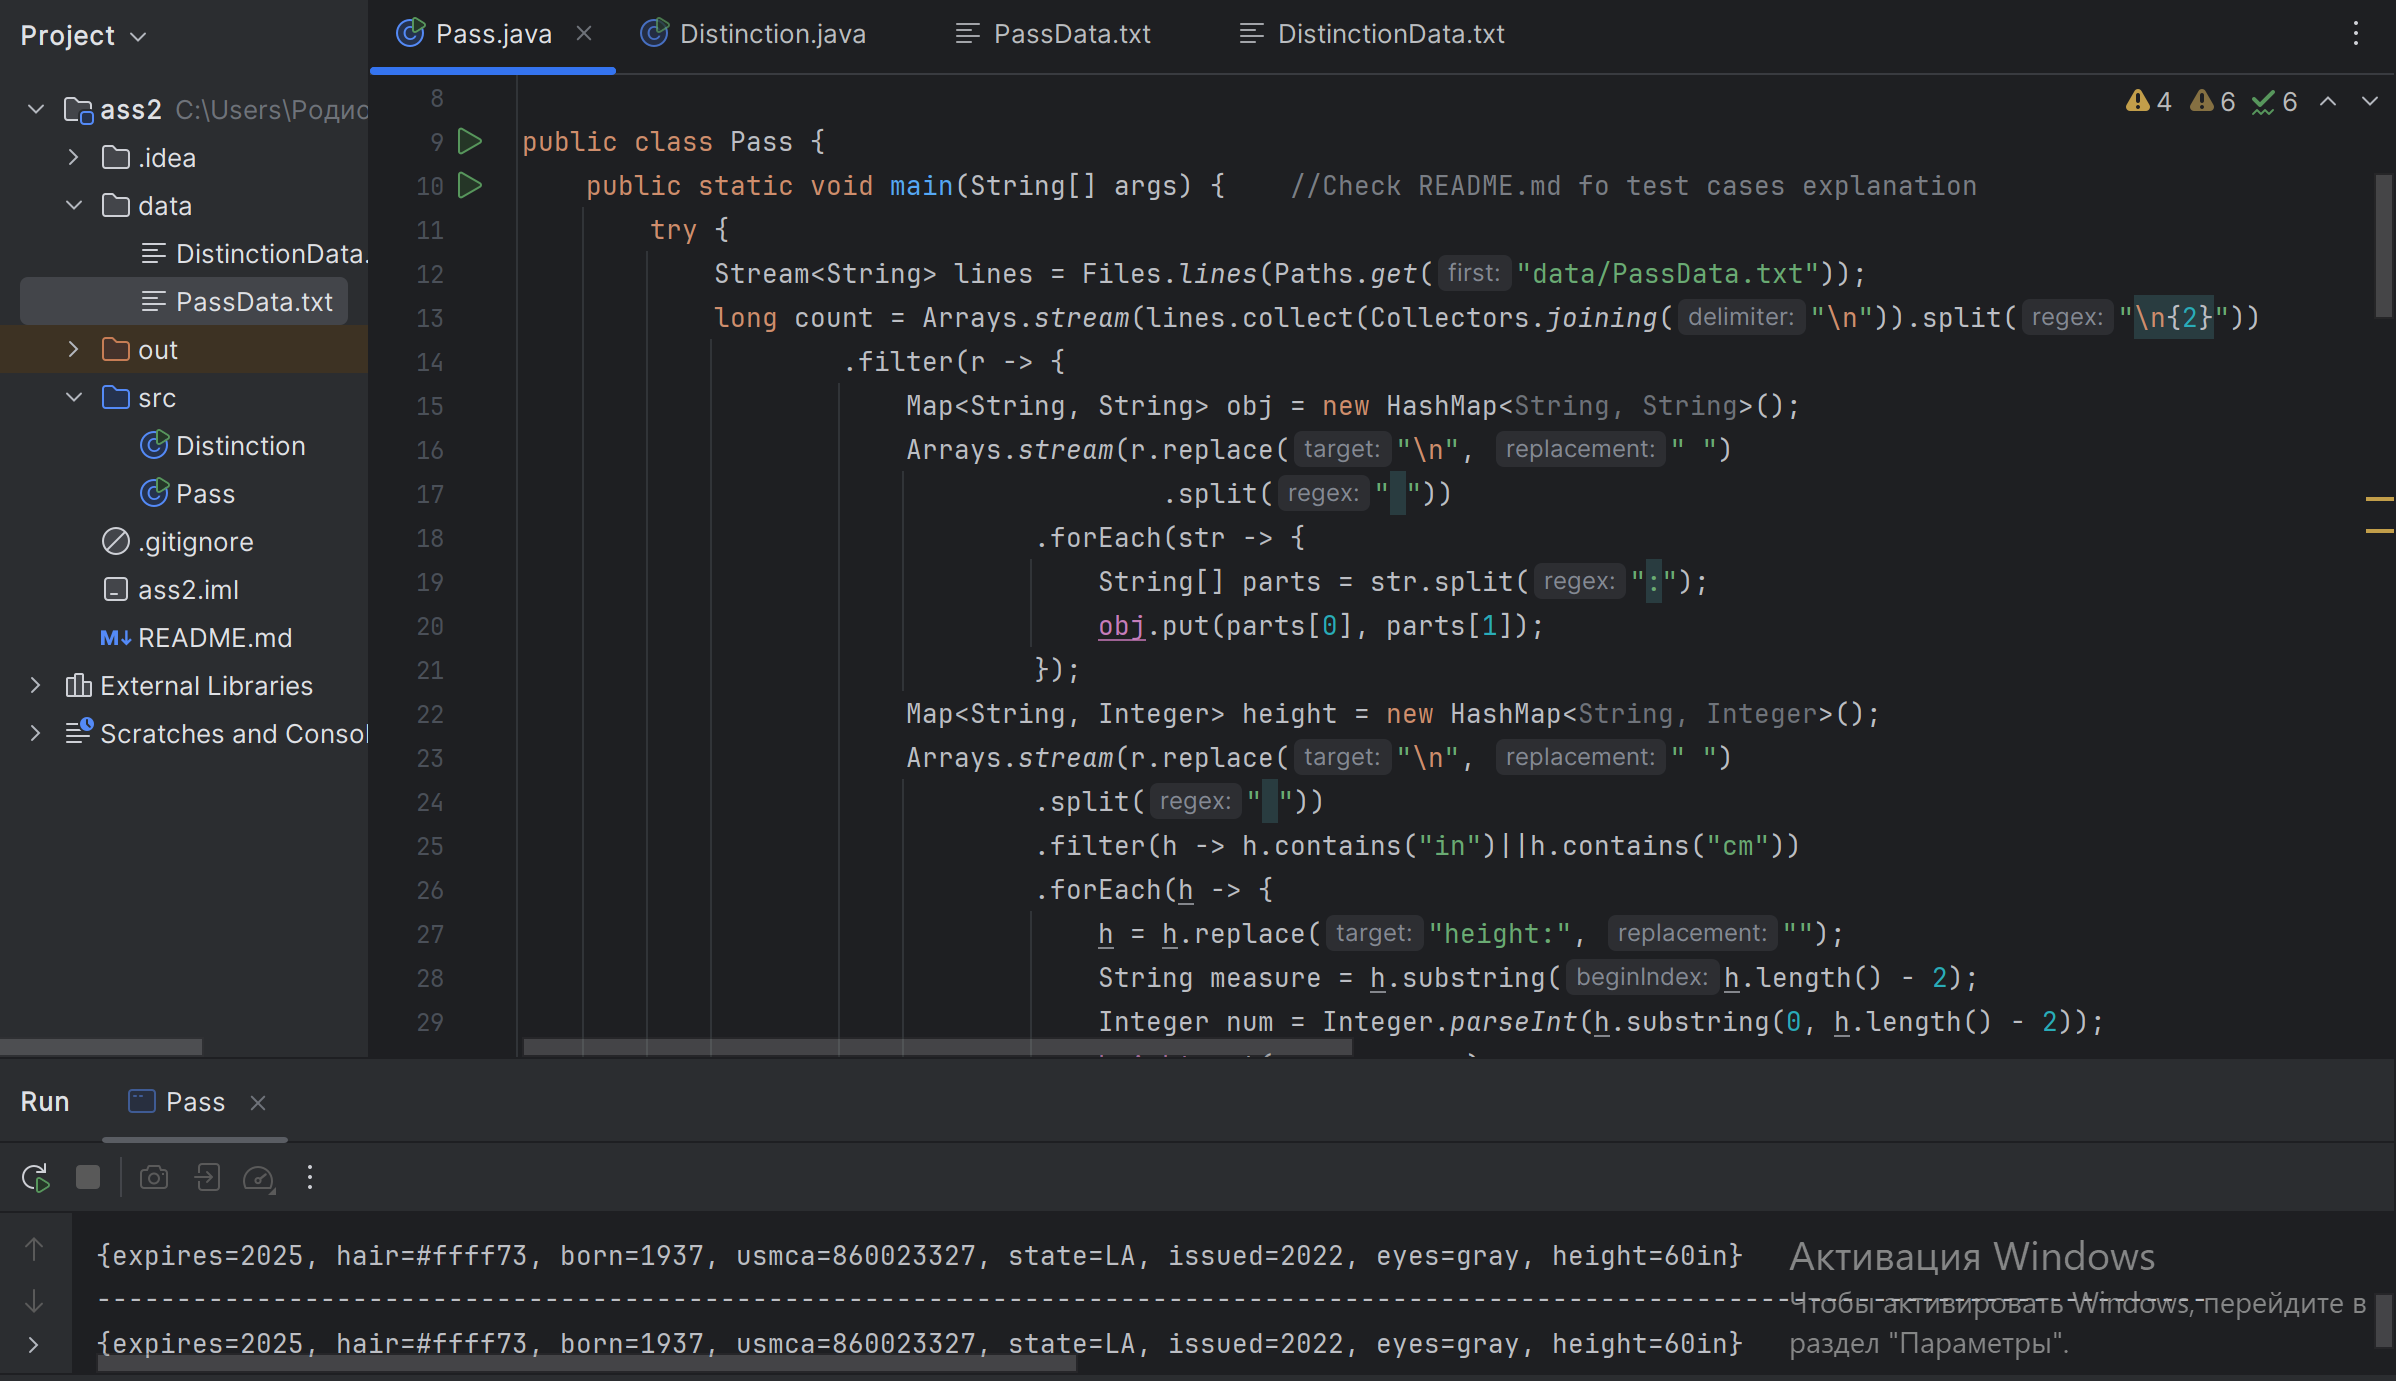 Project
Pass.java
Distinction.java
PassData.txt
DistinctionData.txt
ass2 C:\Users\Родио
.idea
data
DistinctionData.
PassData.txt
out
src
Distinction
Pass
.gitignore
ass2.iml
README.md
External Libraries
Scratches and Consol
4 6 6
8
9 public class Pass {
10 public static void main(String[] args) { //Check README.md fo test cases explanation
11 try {
12 Stream<String> lines = Files.lines(Paths.get( first: "data/PassData.txt"));
13 long count = Arrays.stream(lines.collect(Collectors.joining( delimiter: "\n")).split( regex: "\n{2}"))
14 .filter(r -> {
15 Map<String, String> obj = new HashMap<String, String>();
16 Arrays.stream(r.replace( target: "\n", replacement: " ")
17 .split( regex: " "))
18 .forEach(str -> {
19 String[] parts = str.split( regex: ":");
20 obj.put(parts[0], parts[1]);
21 });
22 Map<String, Integer> height = new HashMap<String, Integer>();
23 Arrays.stream(r.replace( target: "\n", replacement: " ")
24 .split( regex: " "))
25 .filter(h -> h.contains("in")||h.contains("cm"))
26 .forEach(h -> {
27 h = h.replace( target: "height:", replacement: "");
28 String measure = h.substring( beginIndex: h.length() - 2);
29 Integer num = Integer.parseInt(h.substring(0, h.length() - 2));
Run
Pass
{expires=2025, hair=#ffff73, born=1937, usmca=860023327, state=LA, issued=2022, eyes=gray, height=60in}
------------------------------------------------------------------------------------------------------------------------------------
{expires=2025, hair=#ffff73, born=1937, usmca=860023327, state=LA, issued=2022, eyes=gray, height=60in}
Активация Windows
Чтобы активировать Windows, перейдите в
раздел "Параметры".